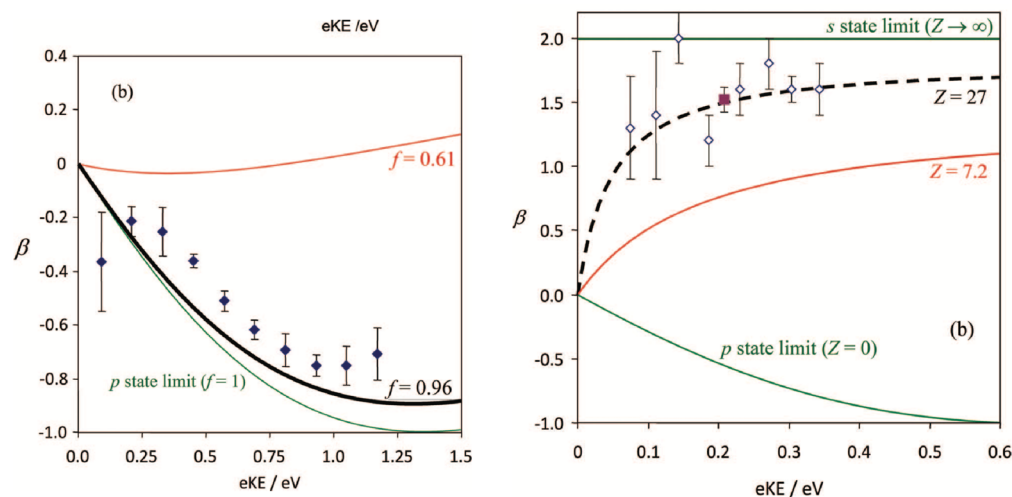 eKE /eV
(b)
0.4
0.2
0
-0.2
-0.4
-0.6
-0.8
-1.0
β
f = 0.61
p state limit (f = 1)
f = 0.96
0.0
0.25
0.5
0.75
1.0
1.25
1.5
eKE / eV
s state limit (Z → ∞)
2.0
1.5
1.0
0.5
0.0
-0.5
-1.0
β
Z = 27
Z = 7.2
(b)
p state limit (Z = 0)
0
0.1
0.2
0.3
0.4
0.5
0.6
eKE / eV